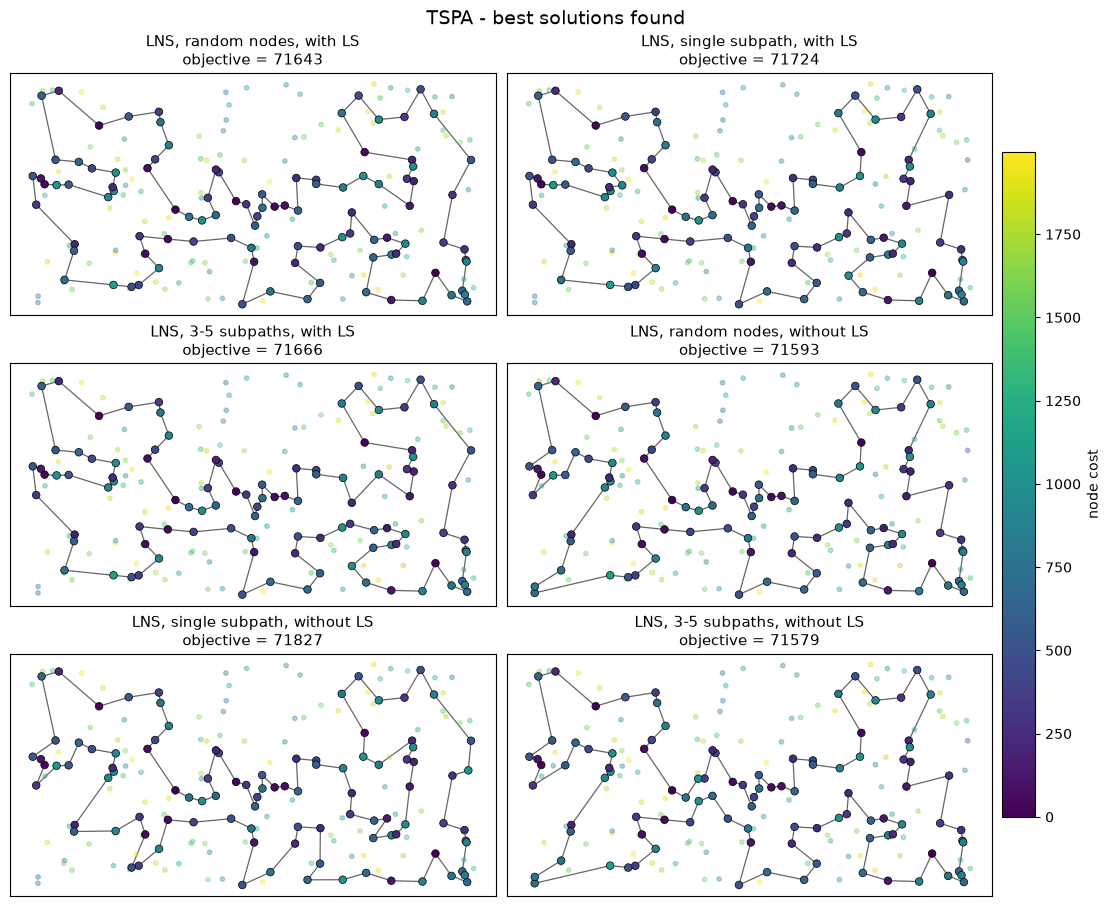 TSPA - best solutions found
LNS, random nodes, with LS
objective = 71643
LNS, single subpath, with LS
objective = 71724
LNS, 3-5 subpaths, with LS
objective = 71666
LNS, random nodes, without LS
objective = 71593
LNS, single subpath, without LS
objective = 71827
LNS, 3-5 subpaths, without LS
objective = 71579
1750
1500
1250
1000
750
500
250
0
node cost